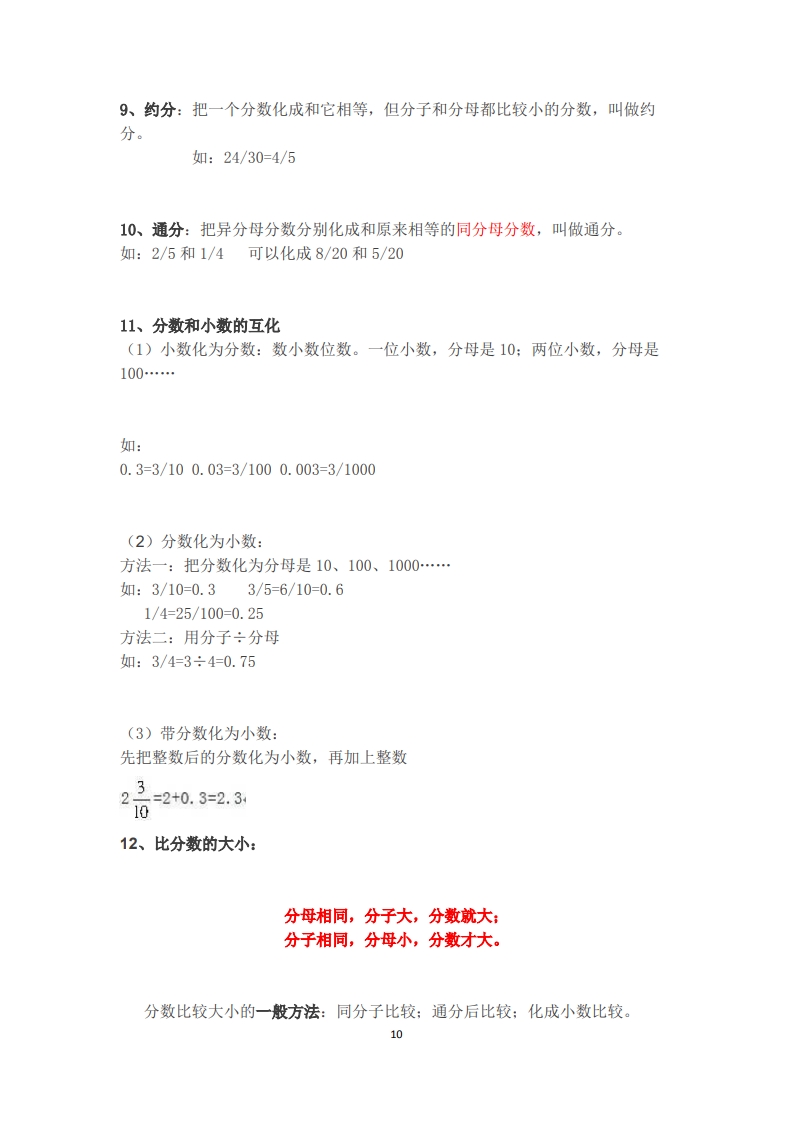 9、约分：把一个分数化成和它相等，但分子和分母都比较小的分数，叫做约
分。
如：24/30=4/5
10、通分：把异分母分数分别化成和原来相等的同分母分数，叫做通分。
如：2/5 和 1/4 可以化成 8/20 和 5/20
11、分数和小数的互化
（1）小数化为分数：数小数位数。一位小数，分母是 10；两位小数，分母是
100……
如：
0.3=3/10 0.03=3/100 0.003=3/1000
（2）分数化为小数：
方法一：把分数化为分母是 10、100、1000……
如：3/10=0.3 3/5=6/10=0.6
1/4=25/100=0.25
方法二：用分子÷分母
如：3/4=3÷4=0.75
（3）带分数化为小数：
先把整数后的分数化为小数，再加上整数
2 3/10=2+0.3=2.3
12、比分数的大小：
分母相同，分子大，分数就大；
分子相同，分母小，分数才大。
分数比较大小的一般方法：同分子比较；通分后比较；化成小数比较。
10